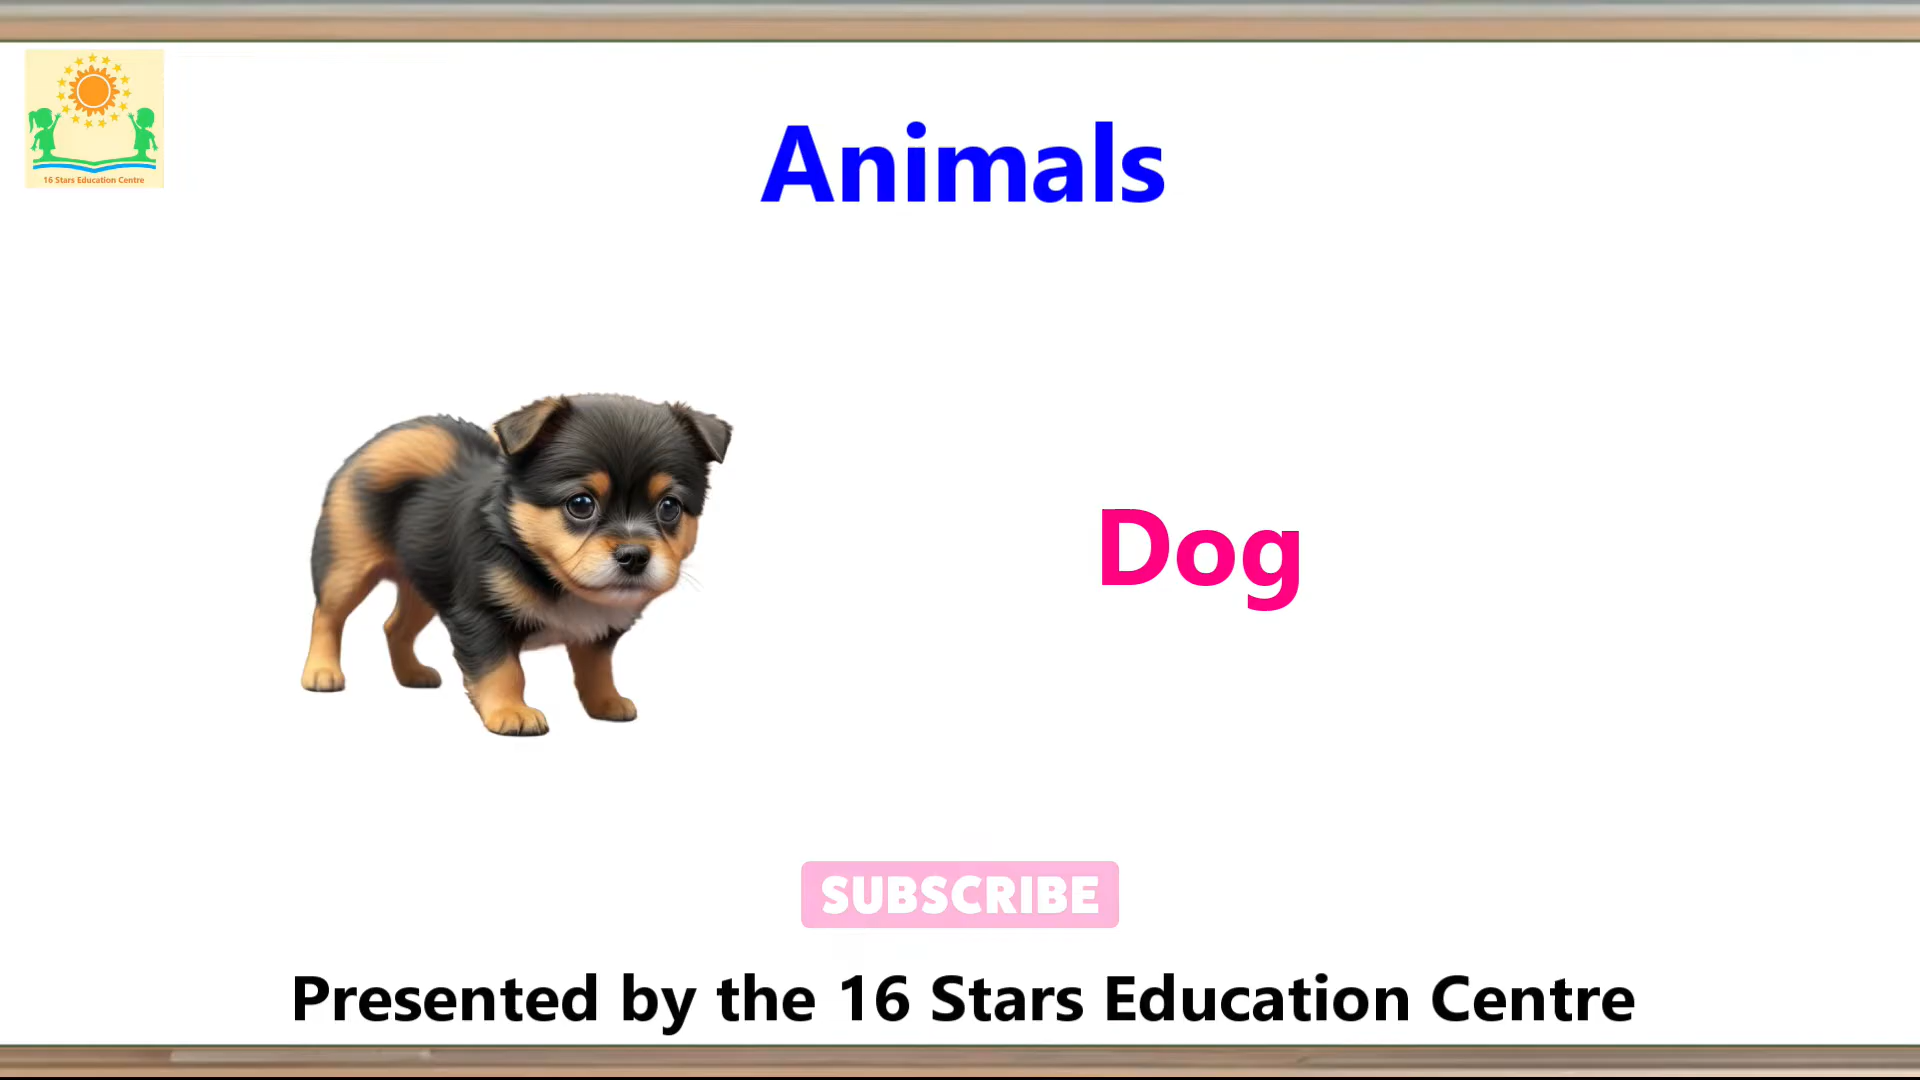 16 Stars Education Centre
Animals
Dog
SUBSCRIBE
Presented by the 16 Stars Education Centre